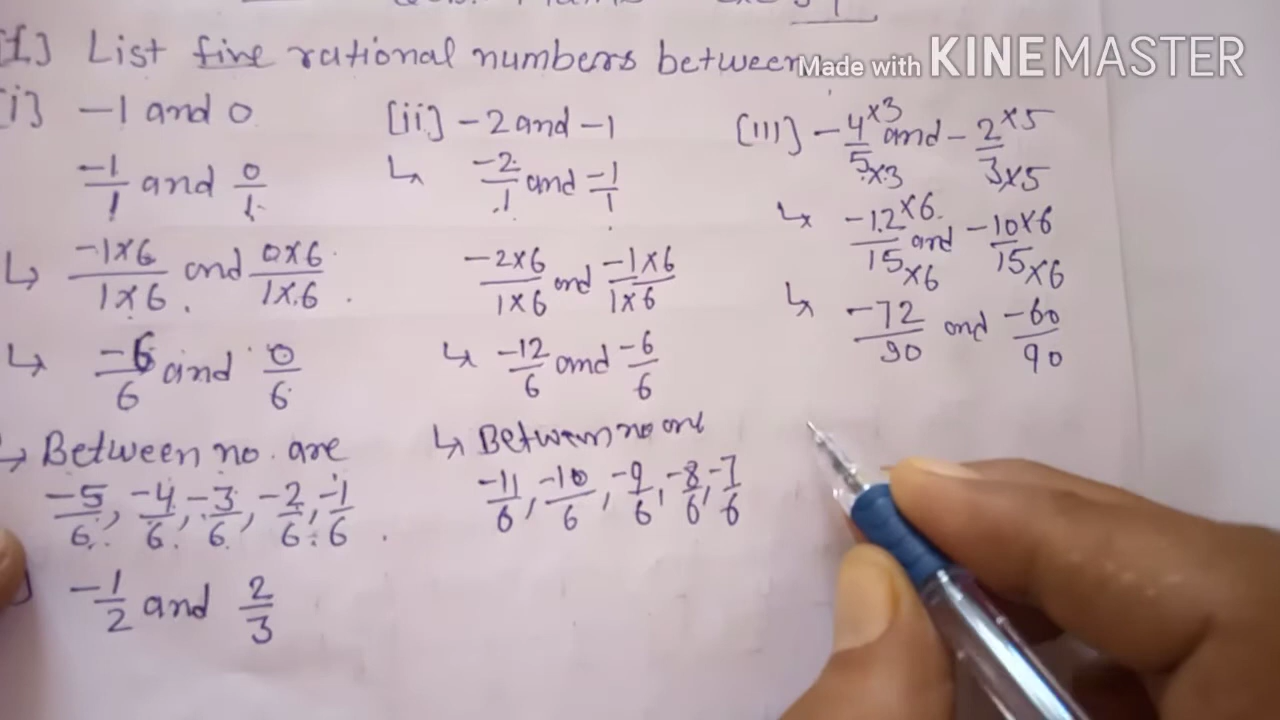 [1] List five rational numbers between
Made with KINEMASTER
[i] -1 and 0
-1/1 and 0/1
↳ -1×6/1×6 and 0×6/1×6
↳ -6/6 and 0/6
↳ Between no. are
-5/6, -4/6, -3/6, -2/6, -1/6.
-1/2 and 2/3
[ii] -2 and -1
↳ -2/1 and -1/1
-2×6/1×6 and -1×6/1×6
↳ -12/6 and -6/6
↳ Between no are
-11/6, -10/6, -9/6, -8/6, -7/6
[iii] -4×3/5×3 and -2×5/3×5
↳ -12×6/15×6 and -10×6/15×6
↳ -72/90 and -60/90